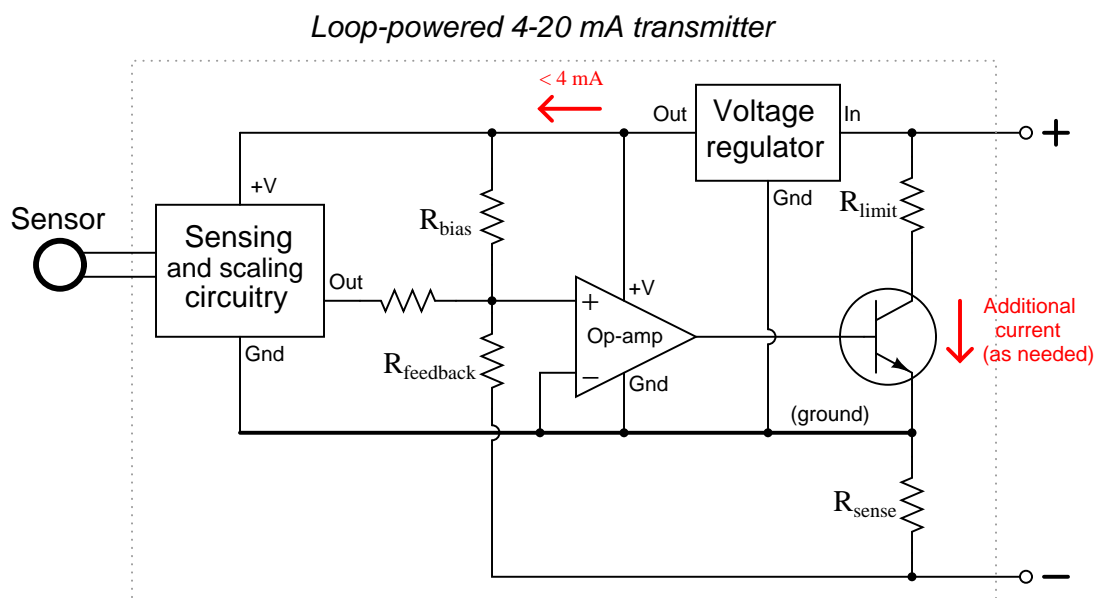 Loop-powered 4-20 mA transmitter
< 4 mA
Out
Voltage
regulator
In
Gnd
+
+V
Rbias
Rlimit
Sensor
Sensing
and scaling
circuitry
Out
Gnd
Rfeedback
+
+V
Op-amp
−
Gnd
Additional
current
(as needed)
(ground)
Rsense
−